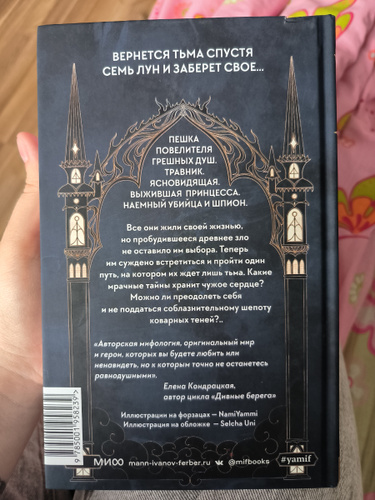 ВЕРНЕТСЯ ТЬМА СПУСТЯ
СЕМЬ ЛУН И ЗАБЕРЕТ СВОЕ...
ПЕШКА
ПОВЕЛИТЕЛЯ
ГРЕШНЫХ ДУШ.
ТРАВНИК.
ЯСНОВИДЯЩАЯ.
ВЫЖИВШАЯ ПРИНЦЕССА.
НАЕМНЫЙ УБИЙЦА И ШПИОН.
Все они жили своей жизнью,
но пробудившееся древнее зло
не оставило им выбора. Теперь
им суждено встретиться и пройти один
путь, на котором их ждет лишь тьма. Какие
мрачные тайны хранит чужое сердце?
Можно ли преодолеть себя
и не поддаться соблазнительному шепоту
коварных теней?..
«Авторская мифология, оригинальный мир
и герои, которых вы будете любить или
ненавидеть, но к которым точно не останетесь
равнодушными».
Елена Кондрацкая,
автор цикла «Дивные берега»
Иллюстрации на форзацах — NamiYammi
Иллюстрация на обложке — Selcha Uni
9785001958239
МИФ mann-ivanov-ferber.ru @mifbooks #yamif